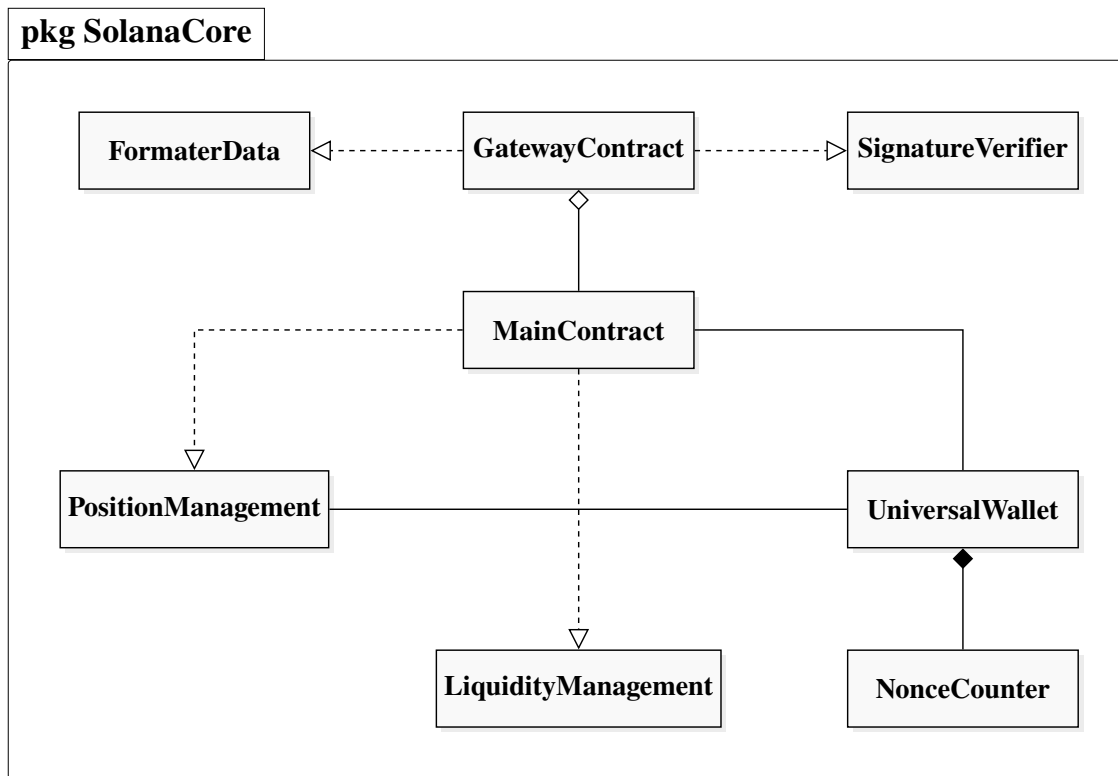 pkg SolanaCore
FormaterData
GatewayContract
SignatureVerifier
MainContract
PositionManagement
UniversalWallet
LiquidityManagement
NonceCounter